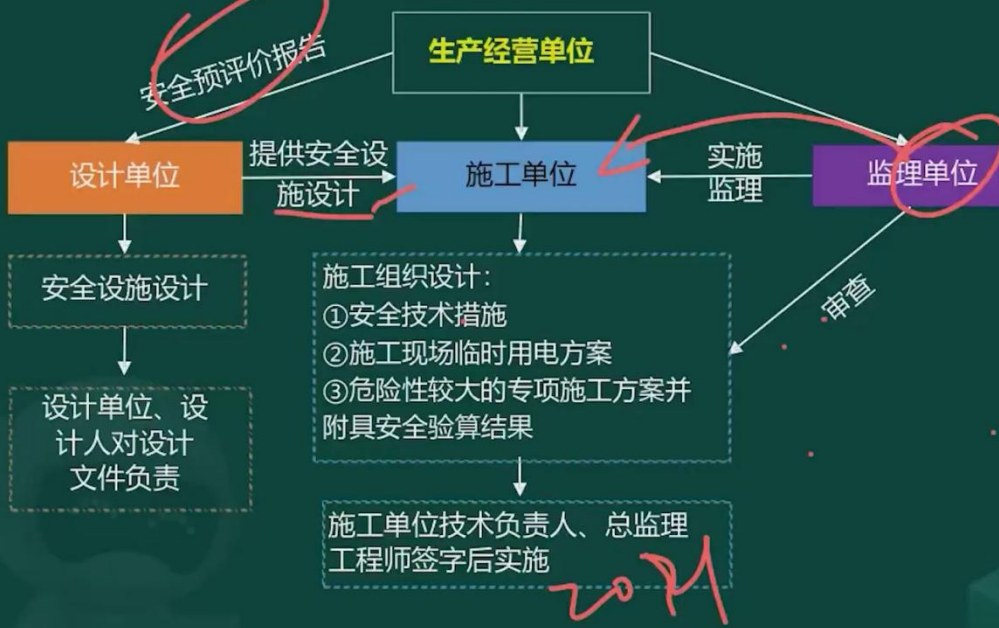 生产经营单位
安全预评价报告
设计单位
提供安全设
施设计
施工单位
实施
监理
监理单位
安全设施设计
施工组织设计：
①安全技术措施
②施工现场临时用电方案
③危险性较大的专项施工方案并
附具安全验算结果
审查
设计单位、设
计人对设计
文件负责
施工单位技术负责人、总监理
工程师签字后实施